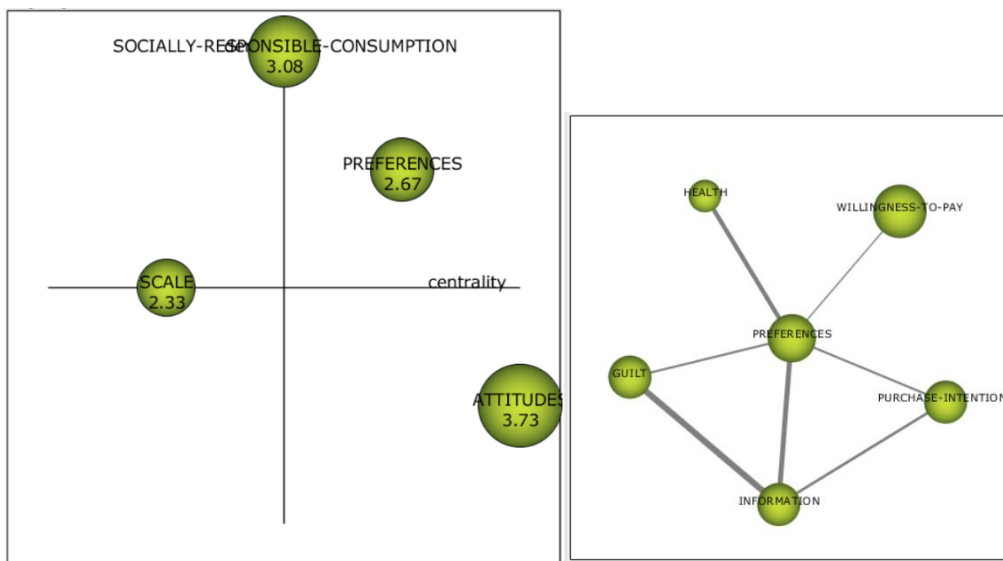 SOCIALLY-RESPONSIBLE-CONSUMPTION
3.08
PREFERENCES
2.67
SCALE
2.33
centrality
ATTITUDES
3.73
HEALTH
WILLINGNESS-TO-PAY
PREFERENCES
GUILT
PURCHASE-INTENTION
INFORMATION